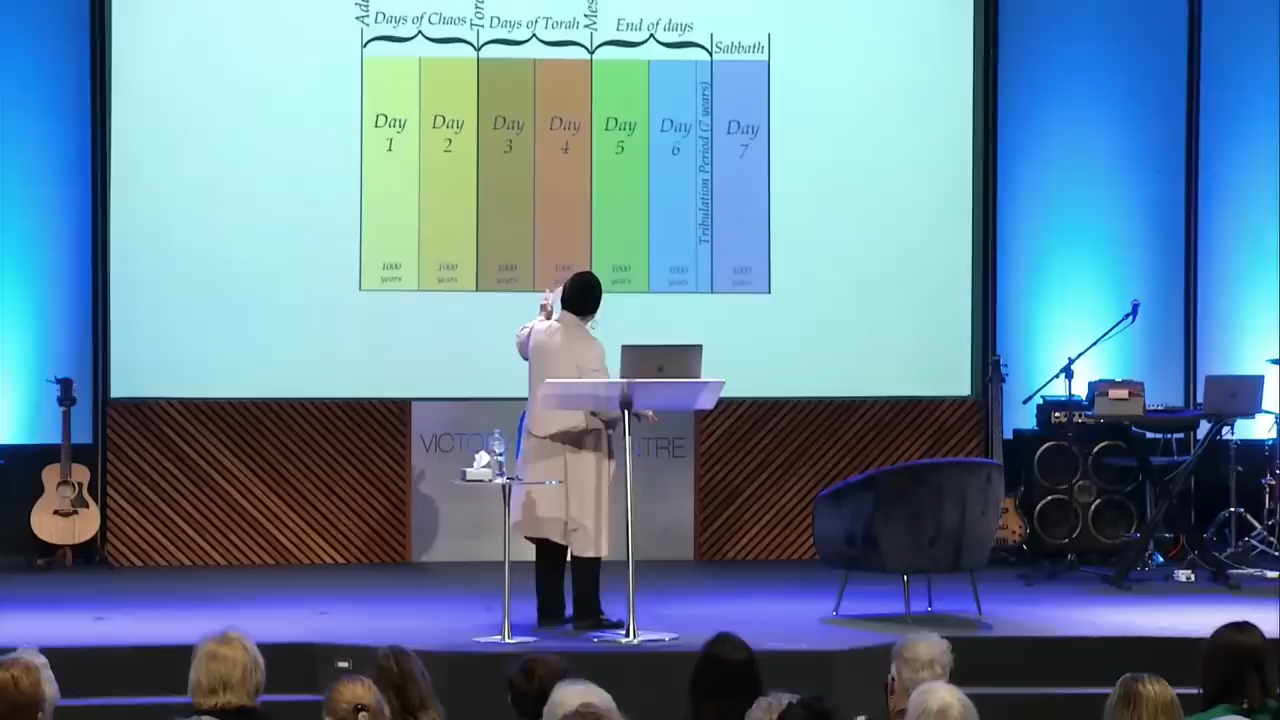 Days of Chaos
Days of Torah
End of days
Sabbath
Day
1
Day
2
Day
3
Day
4
Day
5
Day
6
Tribulation Period (7 years)
Day
7
1000
years
1000
years
1000
years
1000
years
1000
years
1000
years
1000
years